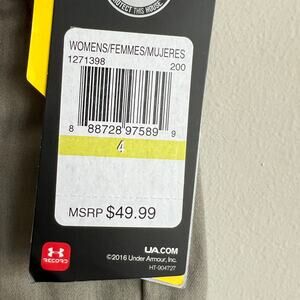 PROTECT THIS HOUSE
WOMENS/FEMMES/MUJERES
1271398 200
8 88728 97589 9
4
MSRP $49.99
RECORD
UA.COM
©2016 Under Armour, Inc.
HT-904727